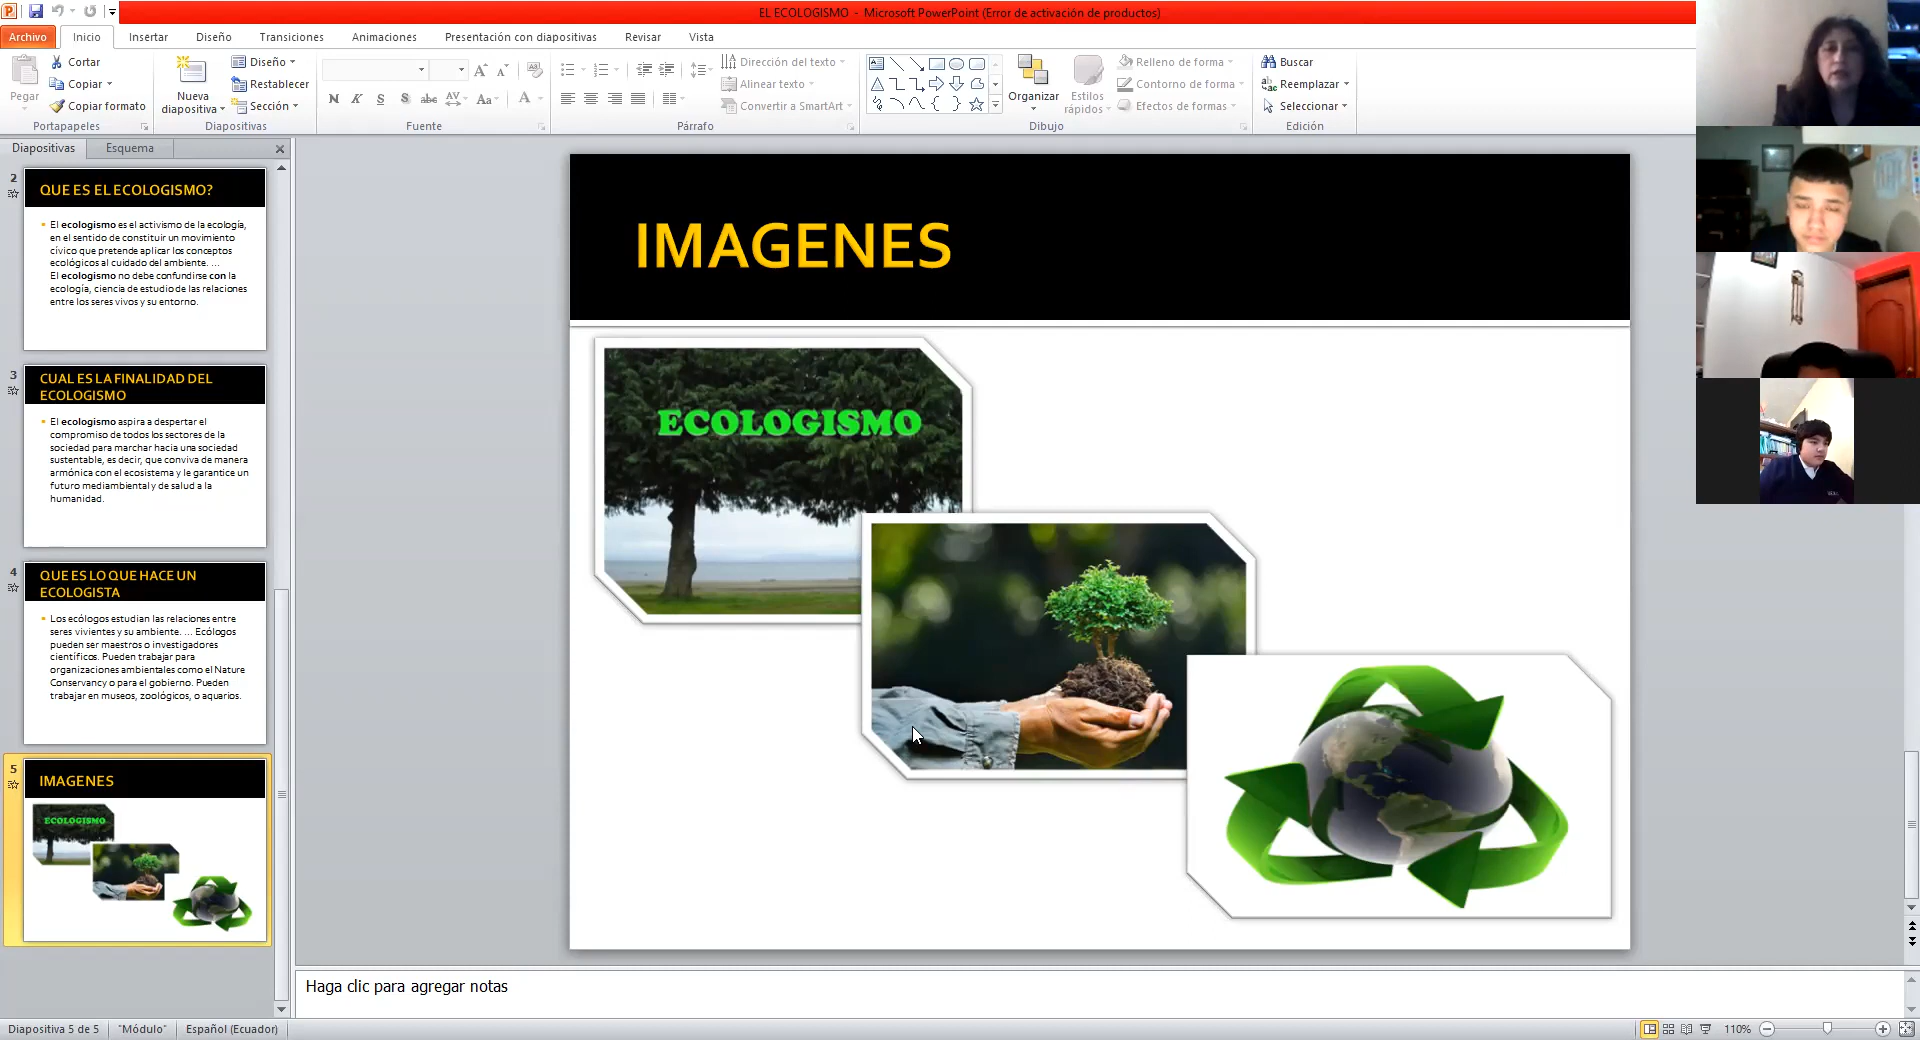 EL ECOLOGISMO - Microsoft PowerPoint (Error de activación de productos)
Archivo Inicio Insertar Diseño Transiciones Animaciones Presentación con diapositivas Revisar Vista
Pegar
Cortar
Copiar
Copiar formato
Portapapeles
Nueva diapositiva
Diseño
Restablecer
Sección
Diapositivas
N K S S abc AV Aa A
Fuente
Dirección del texto
Alinear texto
Convertir a SmartArt
Párrafo
Organizar
Estilos rápidos
Relleno de forma
Contorno de forma
Efectos de formas
Dibujo
Buscar
Reemplazar
Seleccionar
Edición
Diapositivas Esquema
2
QUE ES EL ECOLOGISMO?
El ecologismo es el activismo de la ecología,
en el sentido de constituir un movimiento
cívico que pretende aplicar los conceptos
ecológicos al cuidado del ambiente. ...
El ecologismo no debe confundirse con la
ecología, ciencia de estudio de las relaciones
entre los seres vivos y su entorno.
3
CUAL ES LA FINALIDAD DEL
ECOLOGISMO
El ecologismo aspira a despertar el
compromiso de todos los sectores de la
sociedad para marchar hacia una sociedad
sustentable, es decir, que conviva de manera
armónica con el ecosistema y le garantice un
futuro mediambiental y de salud a la
humanidad.
4
QUE ES LO QUE HACE UN
ECOLOGISTA
Los ecólogos estudian las relaciones entre
seres vivientes y su ambiente. ... Ecólogos
pueden ser maestros o investigadores
científicos. Pueden trabajar para
organizaciones ambientales como el Nature
Conservancy o para el gobierno. Pueden
trabajar en museos, zoológicos, o aquarios.
5
IMAGENES
ECOLOGISMO
IMAGENES
ECOLOGISMO
Haga clic para agregar notas
Diapositiva 5 de 5 "Módulo" Español (Ecuador) 110%